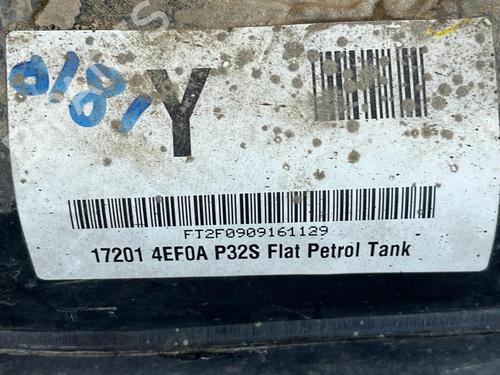 Y
FT2F0909161129
17201 4EF0A P32S Flat Petrol Tank